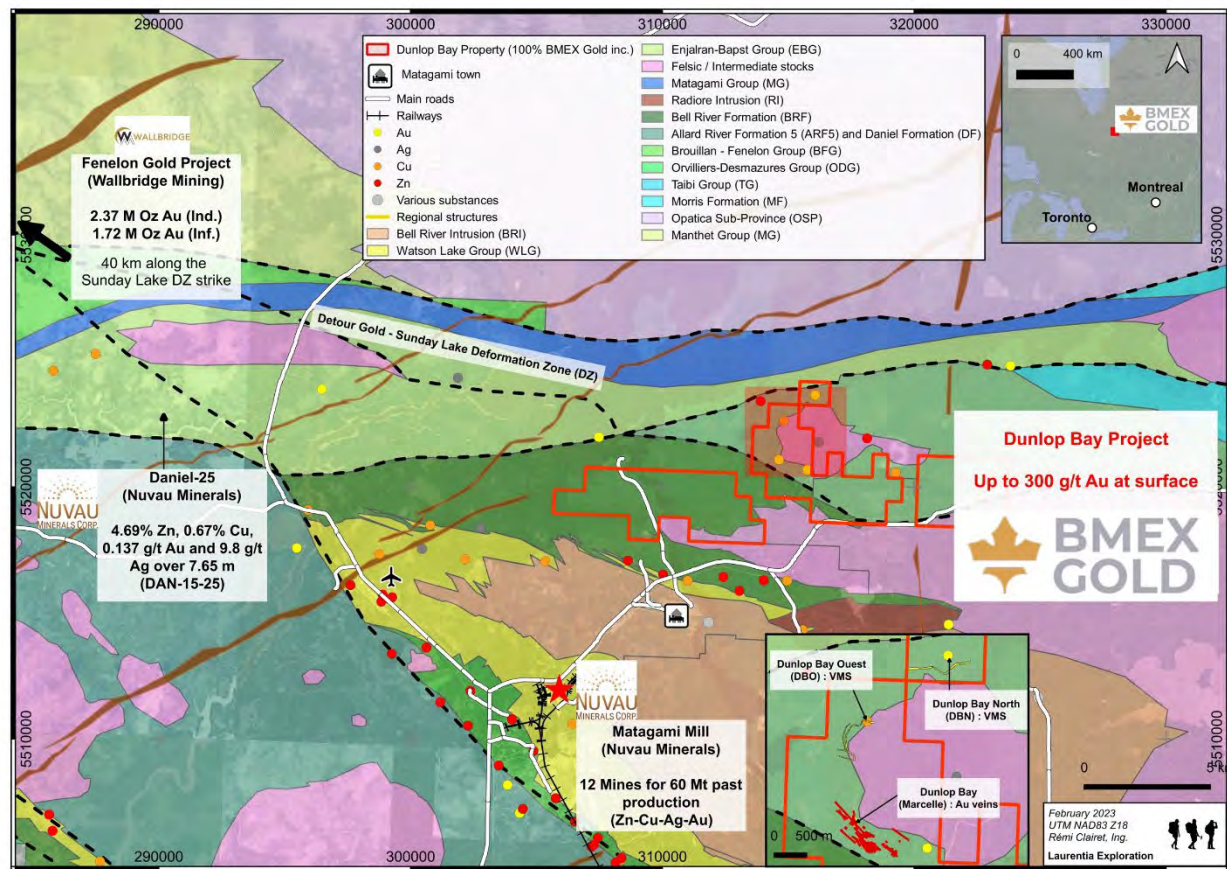 290000
300000
310000
320000
330000
Dunlop Bay Property (100% BMEX Gold inc.)
Matagami town
Main roads
Railways
Au
Ag
Cu
Zn
Various substances
Regional structures
Bell River Intrusion (BRI)
Watson Lake Group (WLG)
Enjalran-Bapst Group (EBG)
Felsic / Intermediate stocks
Matagami Group (MG)
Radiore Intrusion (RI)
Bell River Formation (BRF)
Allard River Formation 5 (ARF5) and Daniel Formation (DF)
Brouillan - Fenelon Group (BFG)
Orvilliers-Desmazures Group (ODG)
Taibi Group (TG)
Morris Formation (MF)
Opatica Sub-Province (OSP)
Manthet Group (MG)
0
400 km
BMEX
GOLD
Montreal
Toronto
WALLBRIDGE
Fenelon Gold Project
(Wallbridge Mining)
2.37 M Oz Au (Ind.)
1.72 M Oz Au (Inf.)
40 km along the
Sunday Lake DZ strike
5530000
5530000
Detour Gold - Sunday Lake Deformation Zone (DZ)
NUVAU
MINERALS CORP.
Daniel-25
(Nuvau Minerals)
4.69% Zn, 0.67% Cu,
0.137 g/t Au and 9.8 g/t
Ag over 7.65 m
(DAN-15-25)
5520000
Dunlop Bay Project
Up to 300 g/t Au at surface
BMEX
GOLD
NUVAU
MINERALS CORP.
Matagami Mill
(Nuvau Minerals)
12 Mines for 60 Mt past
production
(Zn-Cu-Ag-Au)
5510000
5510000
Dunlop Bay Ouest
(DBO) : VMS
Dunlop Bay North
(DBN) : VMS
Dunlop Bay
(Marcelle) : Au veins
0 500 m
0
February 2023
UTM NAD83 Z18
Rémi Clairet, Ing.
Laurentia Exploration
290000
300000
310000